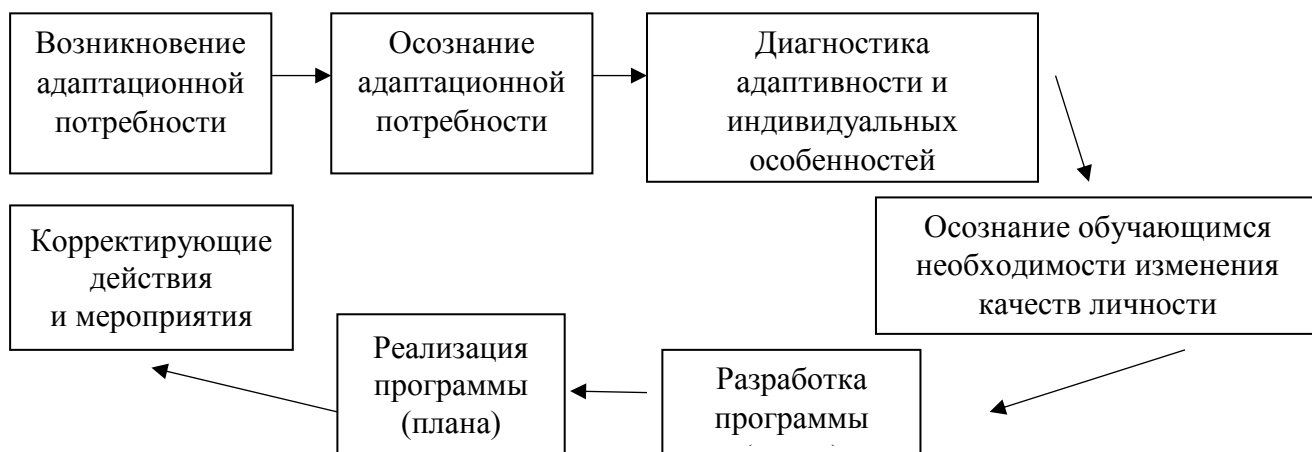 Возникновение
адаптационной
потребности
Осознание
адаптационной
потребности
Диагностика
адаптивности и
индивидуальных
особенностей
Осознание обучающимся
необходимости изменения
качеств личности
Разработка
программы
Реализация
программы
(плана)
Корректирующие
действия
и мероприятия